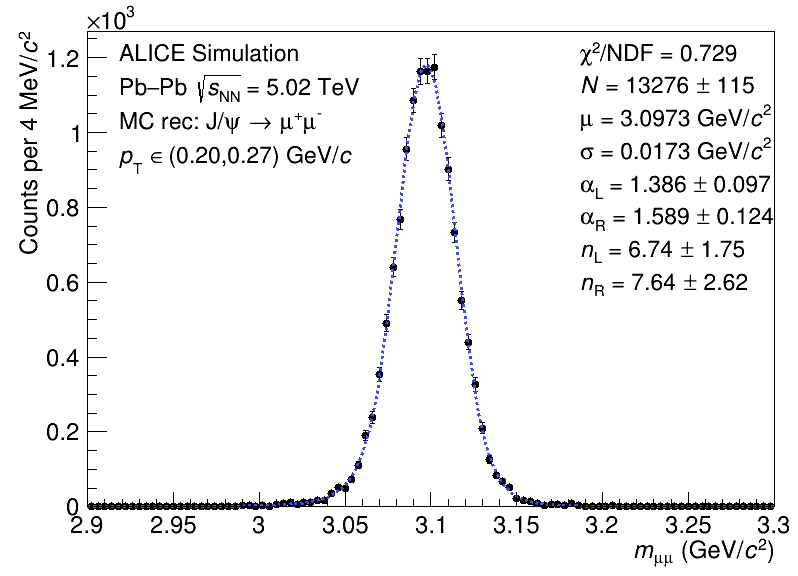 ×10³
Counts per 4 MeV/c²
ALICE Simulation
Pb–Pb √sNN = 5.02 TeV
MC rec: J/ψ → μ⁺μ⁻
pT ∈ (0.20,0.27) GeV/c
χ²/NDF = 0.729
N = 13276 ± 115
μ = 3.0973 GeV/c²
σ = 0.0173 GeV/c²
αL = 1.386 ± 0.097
αR = 1.589 ± 0.124
nL = 6.74 ± 1.75
nR = 7.64 ± 2.62
1.2
1
0.8
0.6
0.4
0.2
0
2.9 2.95 3 3.05 3.1 3.15 3.2 3.25 3.3
mμμ (GeV/c²)